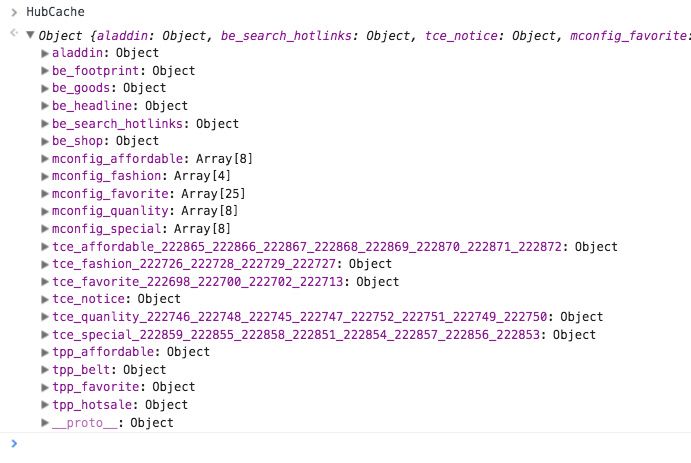 HubCache
Object {aladdin: Object, be_search_hotlinks: Object, tce_notice: Object, mconfig_favorite:
aladdin: Object
be_footprint: Object
be_goods: Object
be_headline: Object
be_search_hotlinks: Object
be_shop: Object
mconfig_affordable: Array[8]
mconfig_fashion: Array[4]
mconfig_favorite: Array[25]
mconfig_quanlity: Array[8]
mconfig_special: Array[8]
tce_affordable_222865_222866_222867_222868_222869_222870_222871_222872: Object
tce_fashion_222726_222728_222729_222727: Object
tce_favorite_222698_222700_222702_222713: Object
tce_notice: Object
tce_quanlity_222746_222748_222745_222747_222752_222751_222749_222750: Object
tce_special_222859_222855_222858_222851_222854_222857_222856_222853: Object
tpp_affordable: Object
tpp_belt: Object
tpp_favorite: Object
tpp_hotsale: Object
__proto__: Object